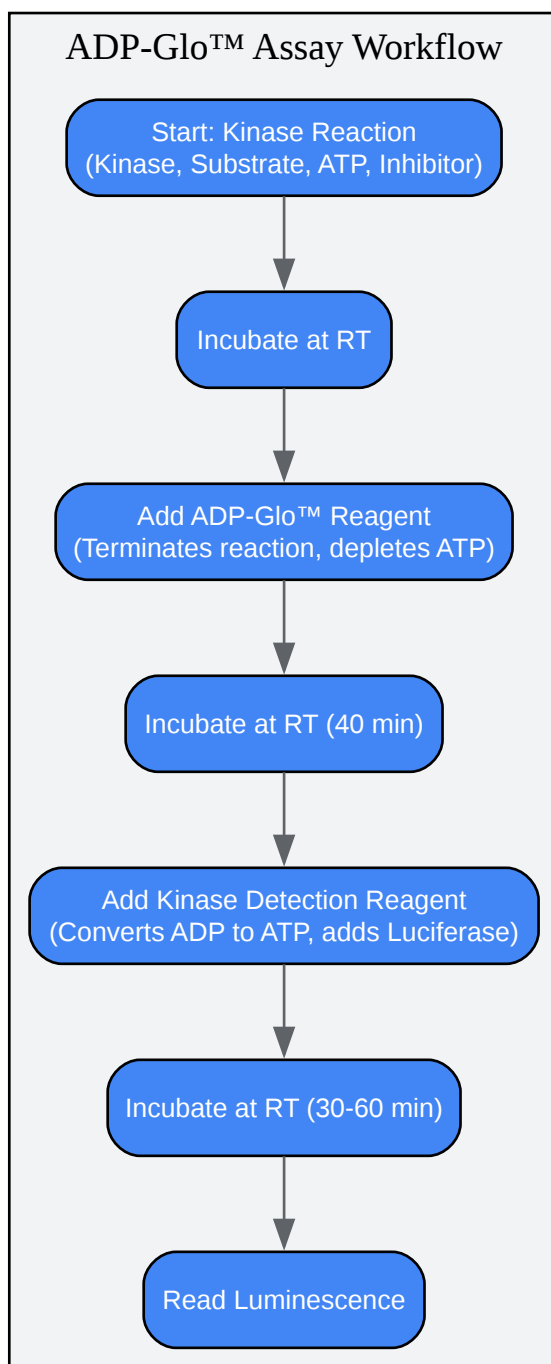 ADP-Glo™ Assay Workflow
Start: Kinase Reaction
(Kinase, Substrate, ATP, Inhibitor)
Incubate at RT
Add ADP-Glo™ Reagent
(Terminates reaction, depletes ATP)
Incubate at RT (40 min)
Add Kinase Detection Reagent
(Converts ADP to ATP, adds Luciferase)
Incubate at RT (30-60 min)
Read Luminescence